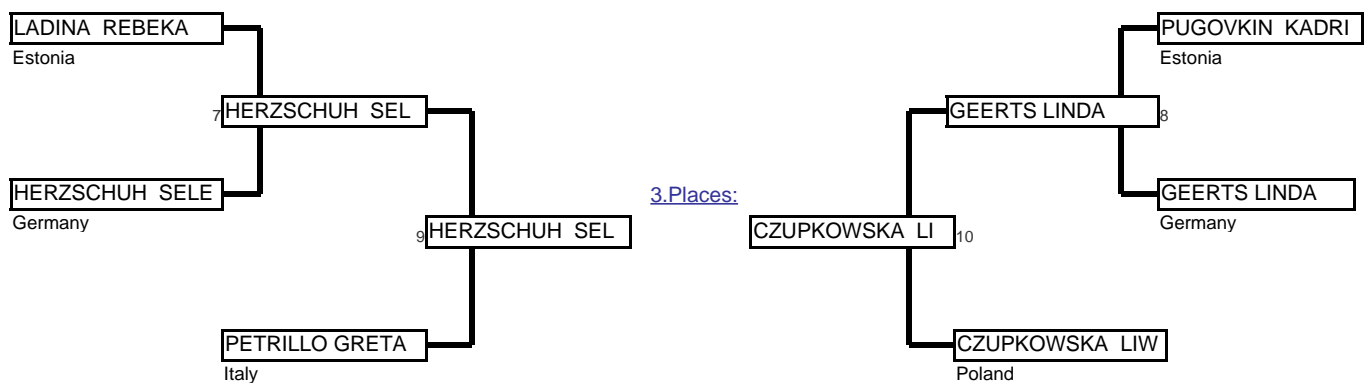 LADINA REBEKA
Estonia
7 HERZSCHUH SEL
HERZSCHUH SELE
Germany
9 HERZSCHUH SEL
PETRILLO GRETA
Italy
3.Places:
PUGOVKIN KADRI
Estonia
GEERTS LINDA 8
GEERTS LINDA
Germany
CZUPKOWSKA LI 10
CZUPKOWSKA LIW
Poland